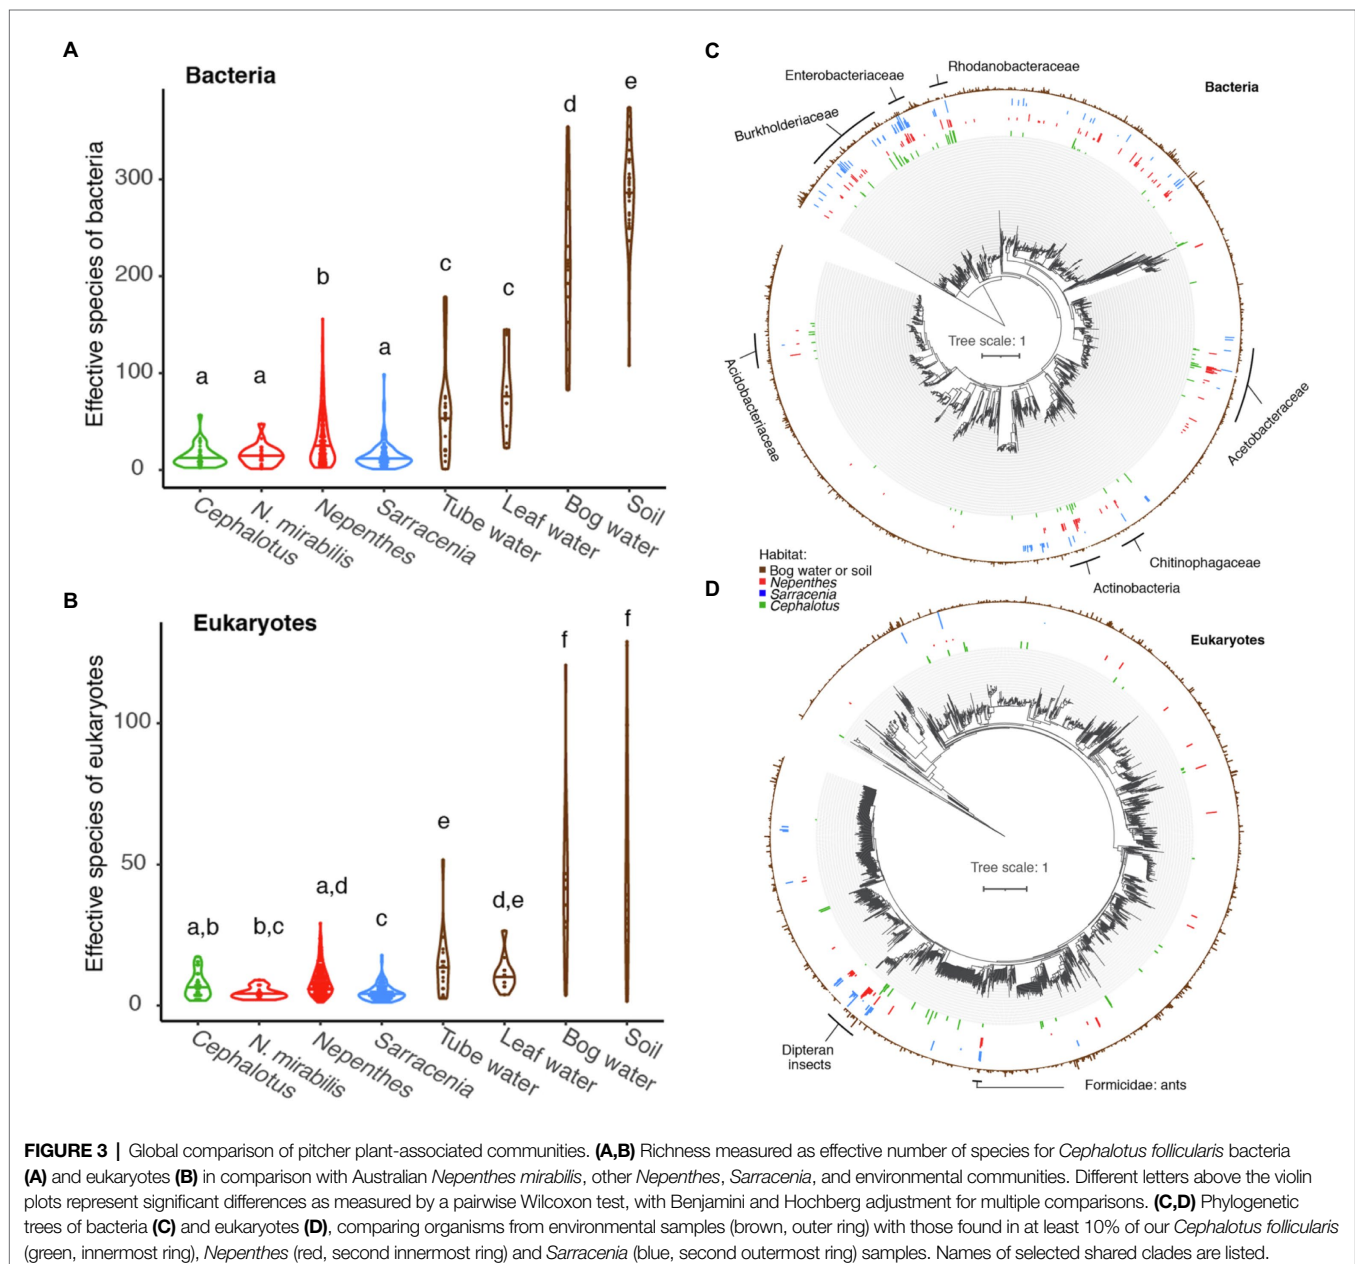 A
Bacteria
Effective species of bacteria
300
200
100
0
a
a
b
a
c
c
d
e
Cephalotus
N. mirabilis
Nepenthes
Sarracenia
Tube water
Leaf water
Bog water
Soil
B
Eukaryotes
Effective species of eukaryotes
100
50
0
a,b
b,c
a,d
c
e
d,e
f
f
Cephalotus
N. mirabilis
Nepenthes
Sarracenia
Tube water
Leaf water
Bog water
Soil
C
Bacteria
Rhodanobacteraceae
Enterobacteriaceae
Burkholderiaceae
Acidobacteriaceae
Acetobacteraceae
Chitinophagaceae
Actinobacteria
Tree scale: 1
Habitat:
Bog water or soil
Nepenthes
Sarracenia
Cephalotus
D
Eukaryotes
Tree scale: 1
Dipteran
insects
Formicidae: ants
FIGURE 3 | Global comparison of pitcher plant-associated communities. (A,B) Richness measured as effective number of species for Cephalotus follicularis bacteria
(A) and eukaryotes (B) in comparison with Australian Nepenthes mirabilis, other Nepenthes, Sarracenia, and environmental communities. Different letters above the violin
plots represent significant differences as measured by a pairwise Wilcoxon test, with Benjamini and Hochberg adjustment for multiple comparisons. (C,D) Phylogenetic
trees of bacteria (C) and eukaryotes (D), comparing organisms from environmental samples (brown, outer ring) with those found in at least 10% of our Cephalotus follicularis
(green, innermost ring), Nepenthes (red, second innermost ring) and Sarracenia (blue, second outermost ring) samples. Names of selected shared clades are listed.